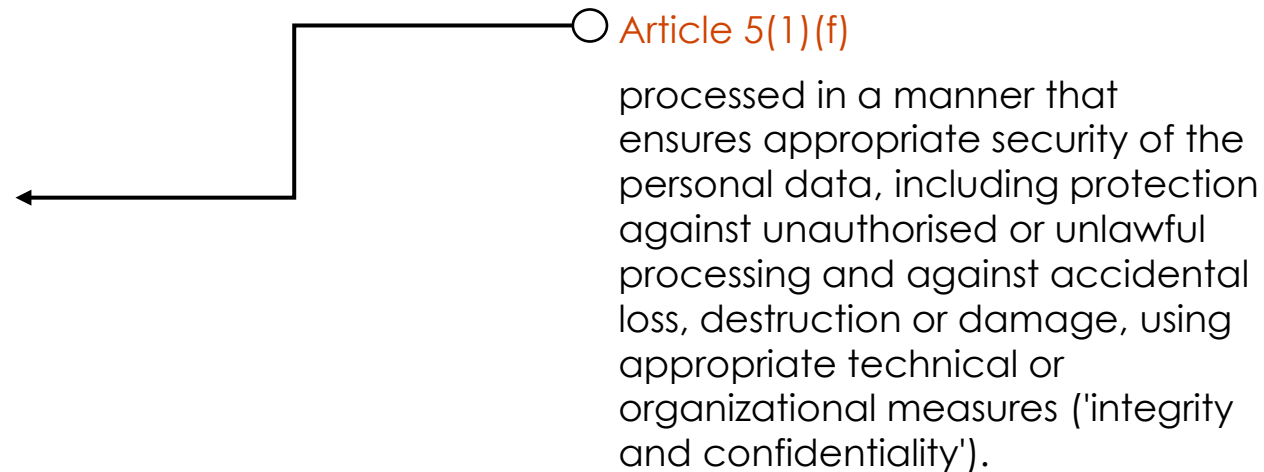 Article 5(1)(f)
processed in a manner that
ensures appropriate security of the
personal data, including protection
against unauthorised or unlawful
processing and against accidental
loss, destruction or damage, using
appropriate technical or
organizational measures ('integrity
and confidentiality').